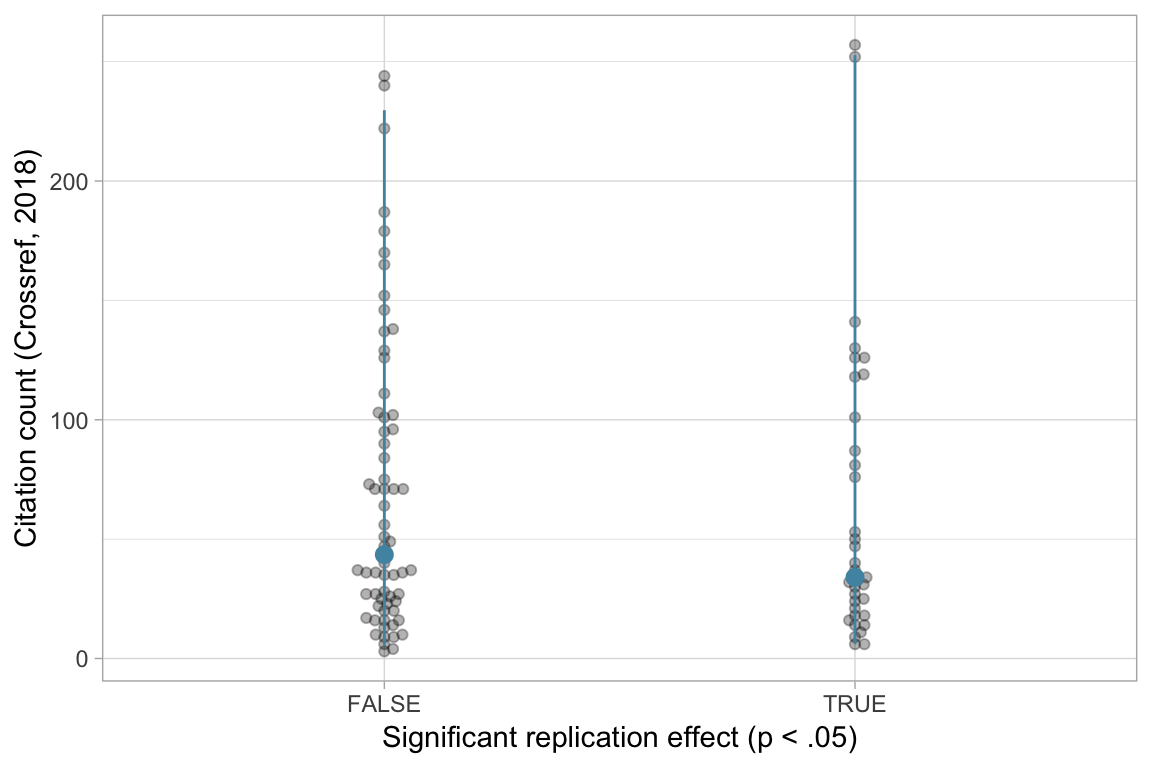 Citation count (Crossref, 2018)
200
100
0
FALSE
TRUE
Significant replication effect (p < .05)